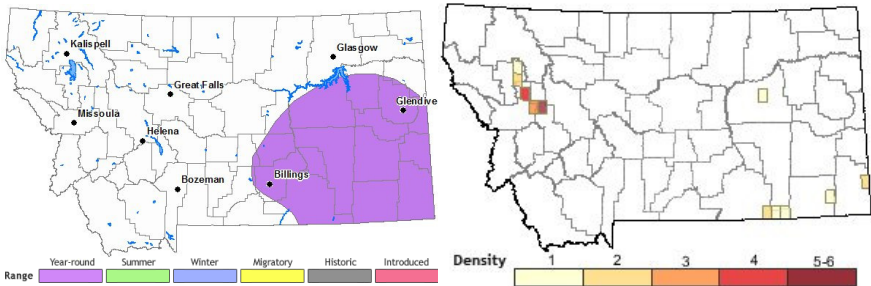 Kalispell
Glasgow
Great Falls
Glendive
Missoula
Helena
Billings
Bozeman
Year-round Summer Winter Migratory Historic Introduced
Range
Density 1 2 3 4 5-6